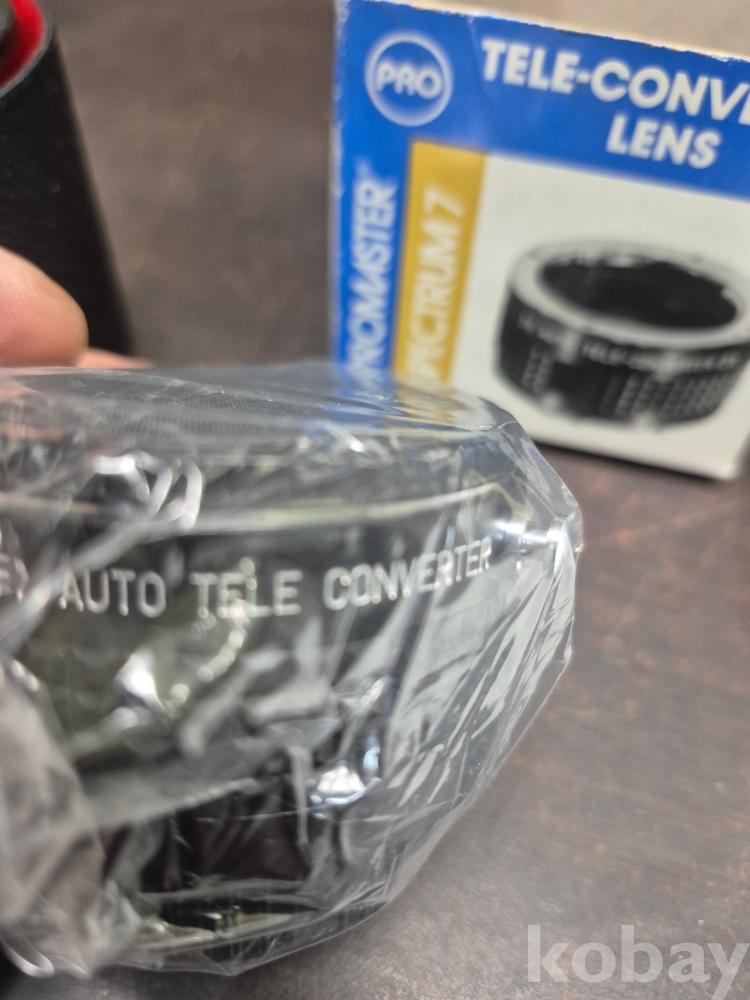 PRO
TELE-CONVE
LENS
PROMASTER
SPECTRUM 7
AUTO TELE CONVERTER
kobay